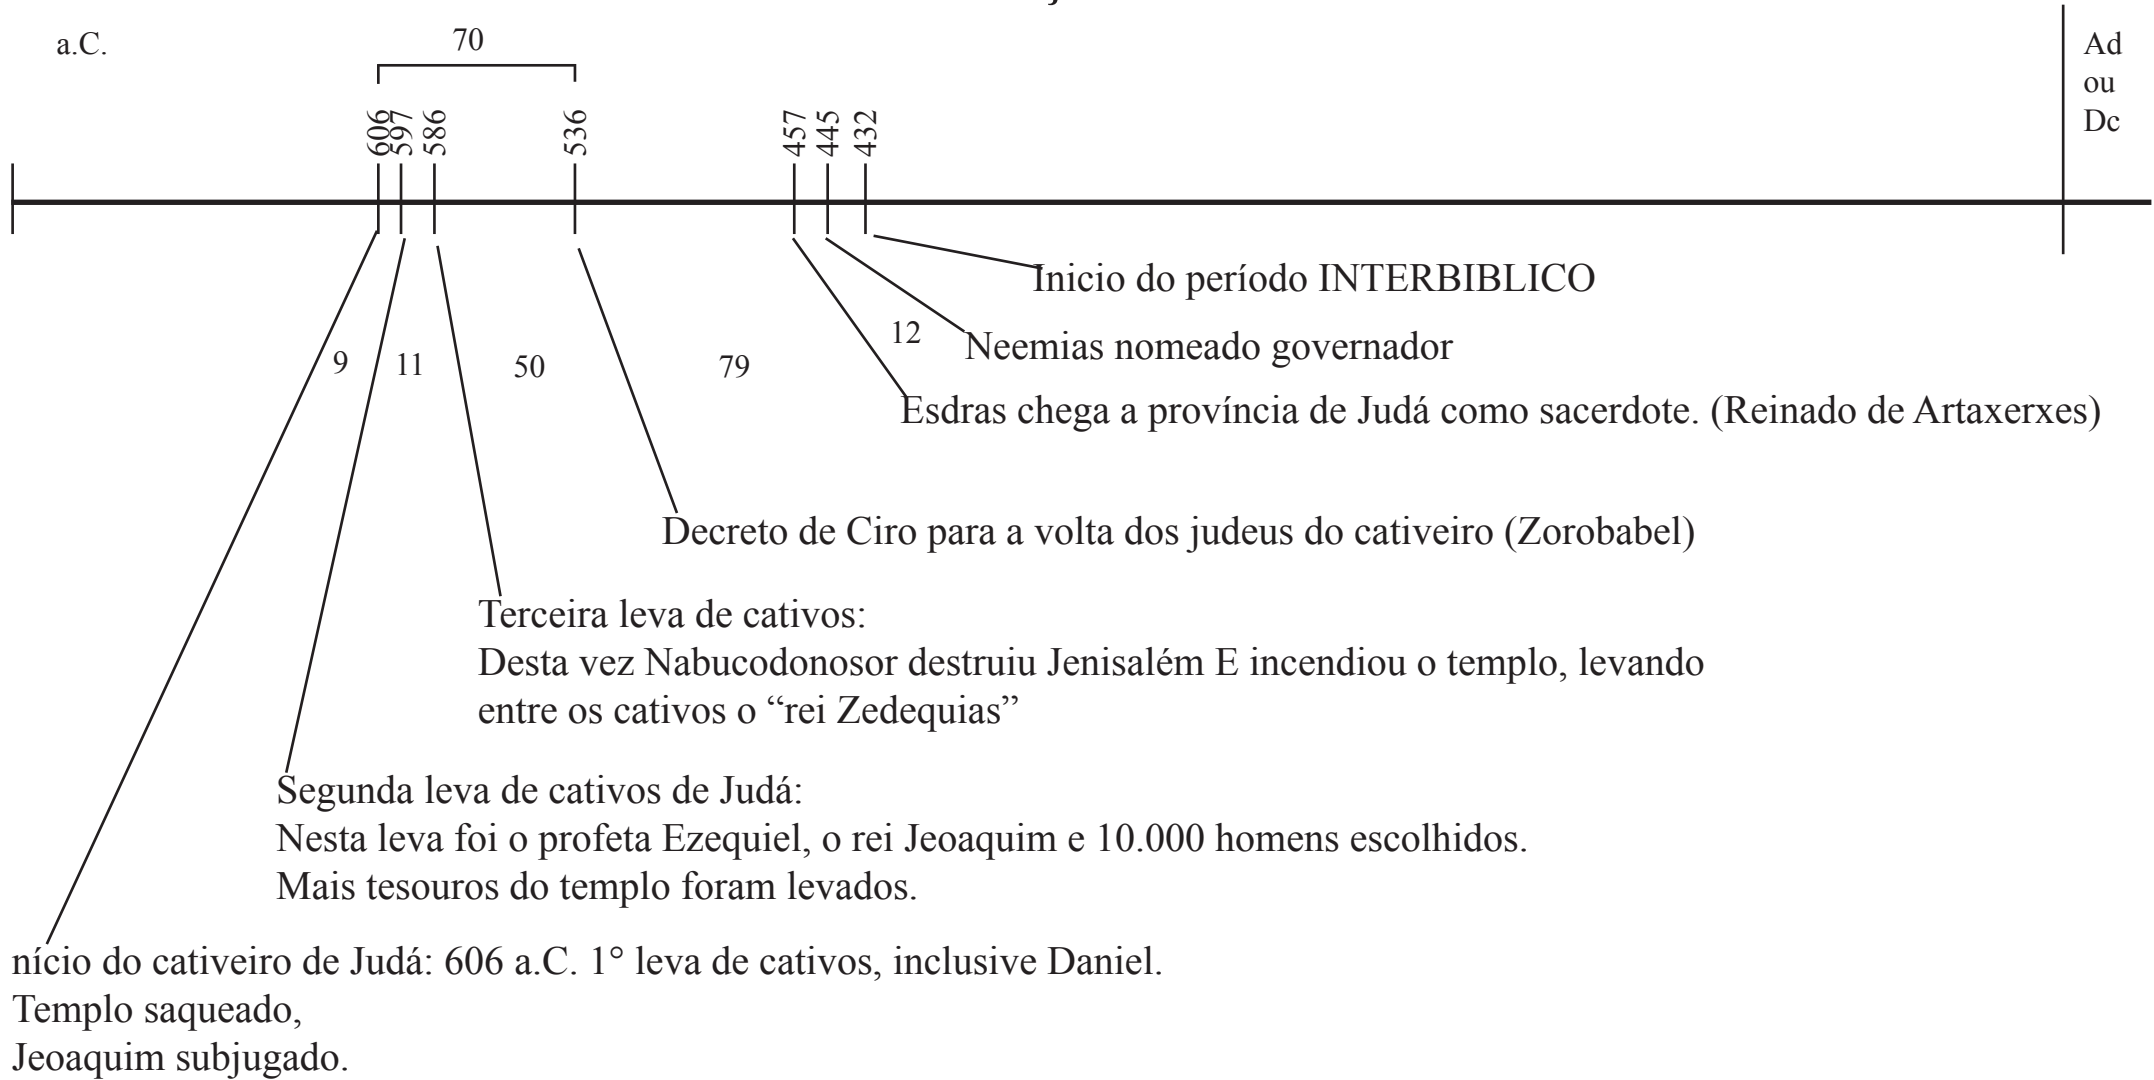 a.C.
70
Ad
ou
Dc
606
597
586
536
457
445
432
Inicio do período INTERBIBLICO
12
Neemias nomeado governador
9
11
50
79
Esdras chega a província de Judá como sacerdote. (Reinado de Artaxerxes)
Decreto de Ciro para a volta dos judeus do cativeiro (Zorobabel)
Terceira leva de cativos:
Desta vez Nabucodonosor destruiu Jenisalém E incendiou o templo, levando
entre os cativos o “rei Zedequias”
Segunda leva de cativos de Judá:
Nesta leva foi o profeta Ezequiel, o rei Jeoaquim e 10.000 homens escolhidos.
Mais tesouros do templo foram levados.
nício do cativeiro de Judá: 606 a.C. 1° leva de cativos, inclusive Daniel.
Templo saqueado,
Jeoaquim subjugado.